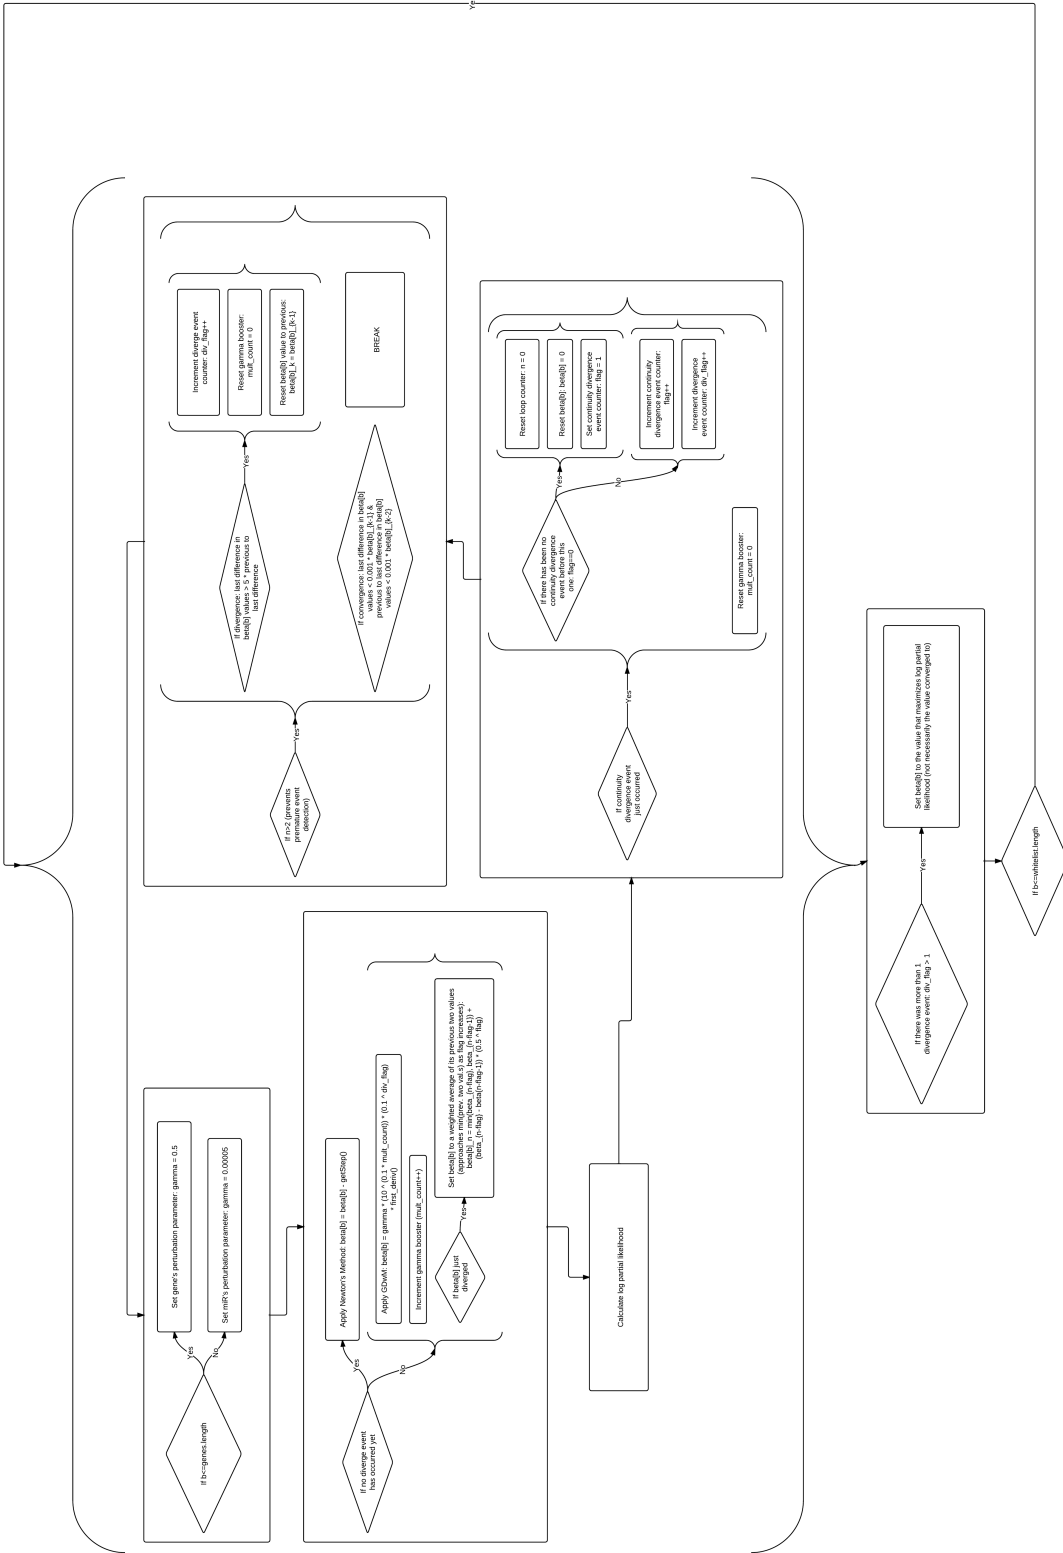 Yes
If b<=genes.length
Yes
No
Set gene's perturbation parameter: gamma = 0.5
Set miR's perturbation parameter: gamma = 0.00005
If no diverge event
has occurred yet
Yes
No
Apply Newton's Method: beta[b] = beta[b] - getStep()
Apply GDwM: beta[b] = gamma * (10 ^ (0.1 * mult_count)) * (0.1 ^ div_flag)
* first_deriv()
Increment gamma booster (mult_count++)
If beta[b] just
diverged
Yes
Set beta[b] to a weighted average of its previous two values
(approaches min(prev. two val.s) as flag increases):
beta[b]_n = min(beta_{n-flag}, beta_{n-flag-1}) +
(beta_{n-flag} - beta{n-flag-1}) * (0.5 ^ flag)
Calculate log partial likelihood
If continuity
divergence event
just occurred
Yes
If there has been no
continuity divergence
event before this
one: flag==0
Yes
No
Reset loop counter: n = 0
Reset beta[b]: beta[b] = 0
Set continuity divergence
event counter: flag = 1
Increment continuity
divergence event counter:
flag++
Increment divergence
event counter: div_flag++
Reset gamma booster:
mult_count = 0
If n>2 (prevents
premature event
detection)
Yes
If divergence: last difference in
beta[b] values > 5 * previous to
last difference
Yes
Increment diverge event
counter: div_flag++
Reset gamma booster:
mult_count = 0
Reset beta[b] value to previous:
beta[b]_k = beta[b]_{k-1}
If convergence: last difference in beta[b]
values < 0.001 * beta[b]_{k-1} &
previous to last difference in beta[b]
values < 0.001 * beta[b]_{k-2}
BREAK
If there was more than 1
divergence event: div_flag > 1
Yes
Set beta[b] to the value that maximizes log partial
likelihood (not necessarily the value converged to)
If b<=whitelist.length